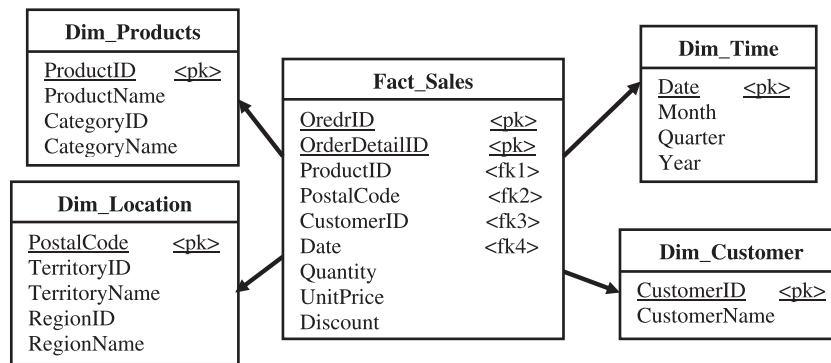 Dim_Products
ProductID <pk>
ProductName
CategoryID
CategoryName
Dim_Location
PostalCode <pk>
TerritoryID
TerritoryName
RegionID
RegionName
Fact_Sales
OredrID <pk>
OrderDetailID <pk>
ProductID <fk1>
PostalCode <fk2>
CustomerID <fk3>
Date <fk4>
Quantity
UnitPrice
Discount
Dim_Time
Date <pk>
Month
Quarter
Year
Dim_Customer
CustomerID <pk>
CustomerName